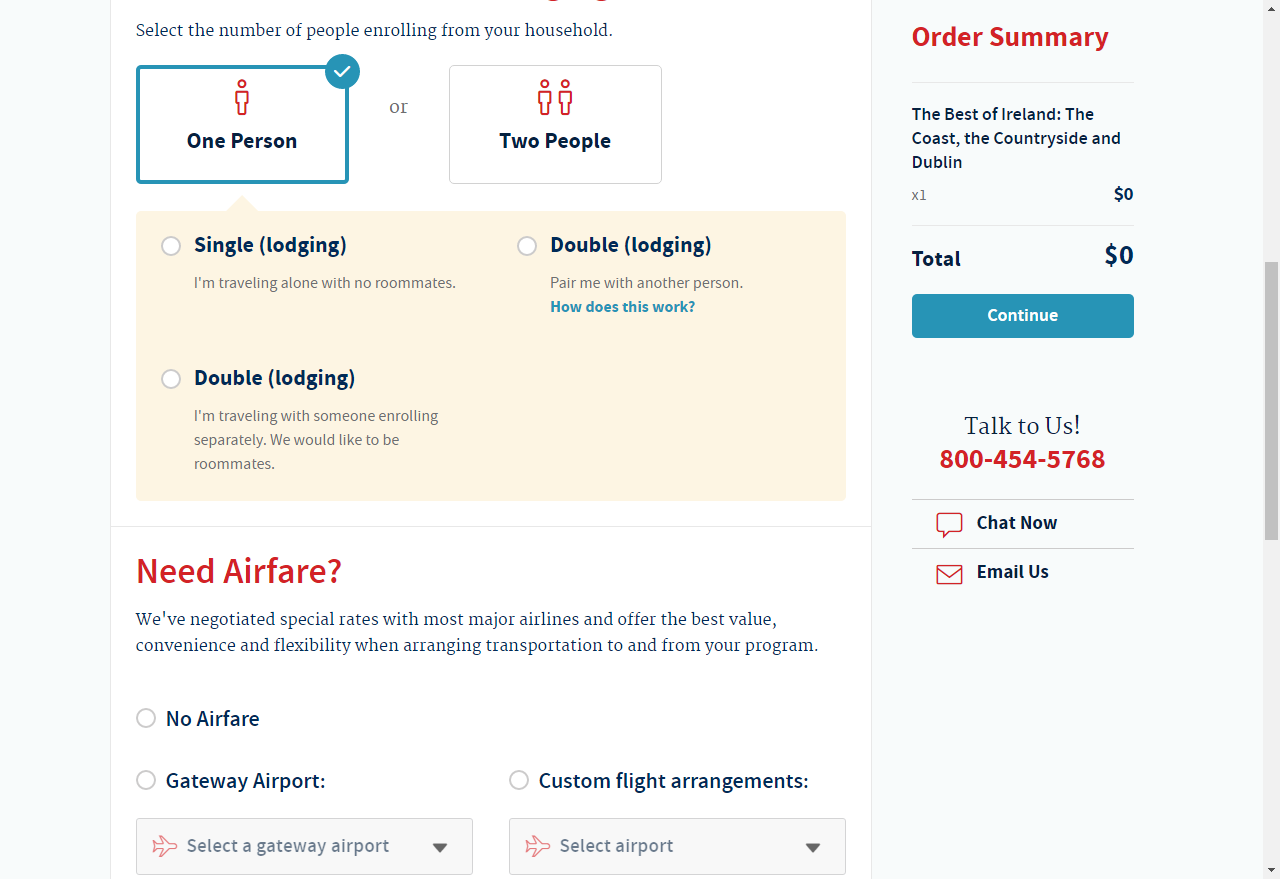 Select the number of people enrolling from your household.
One Person
or
Two People
Single (lodging)
I'm traveling alone with no roommates.
Double (lodging)
Pair me with another person.
How does this work?
Double (lodging)
I'm traveling with someone enrolling
separately. We would like to be
roommates.
Need Airfare?
We've negotiated special rates with most major airlines and offer the best value,
convenience and flexibility when arranging transportation to and from your program.
No Airfare
Gateway Airport:
Select a gateway airport
Custom flight arrangements:
Select airport
Order Summary
The Best of Ireland: The
Coast, the Countryside and
Dublin
x1 $0
Total $0
Continue
Talk to Us!
800-454-5768
Chat Now
Email Us